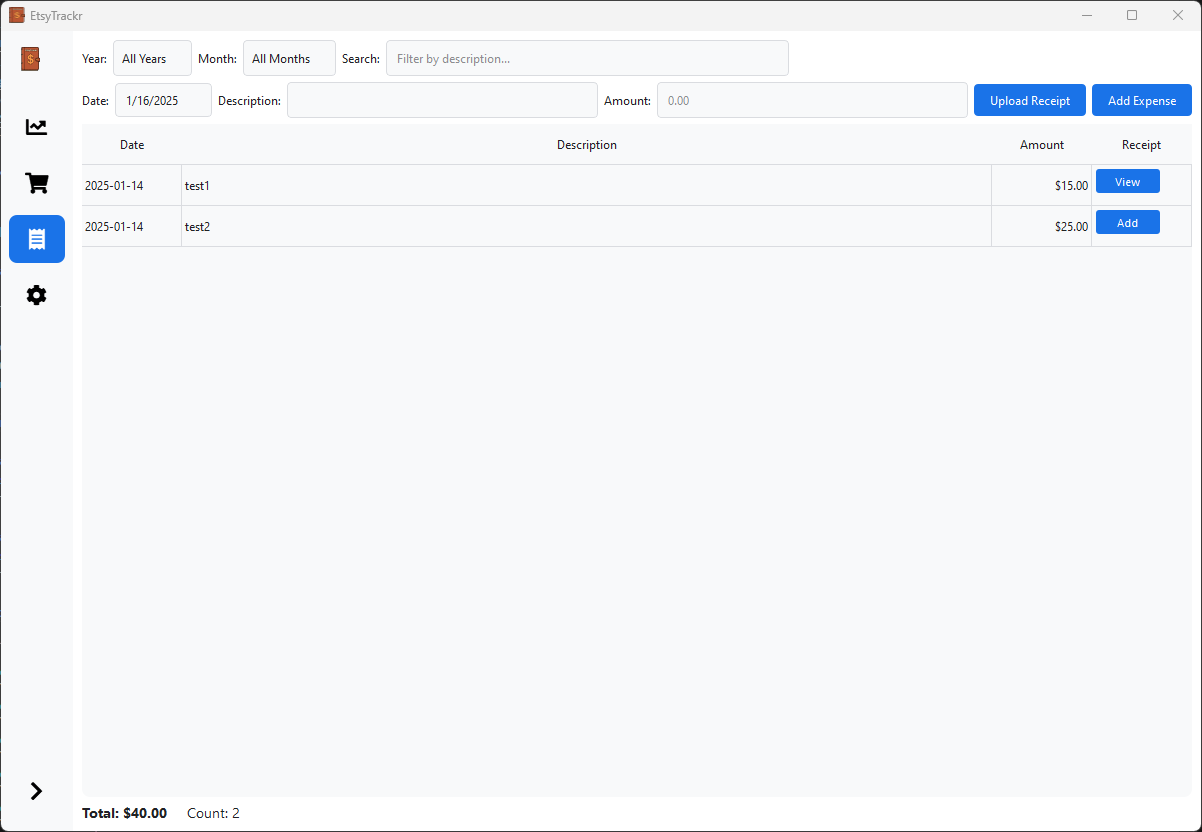 EtsyTrackr
Year: All Years Month: All Months Search: Filter by description...
Date: 1/16/2025 Description: Amount: 0.00 Upload Receipt Add Expense
Date Description Amount Receipt
2025-01-14 test1 $15.00 View
2025-01-14 test2 $25.00 Add
Total: $40.00 Count: 2